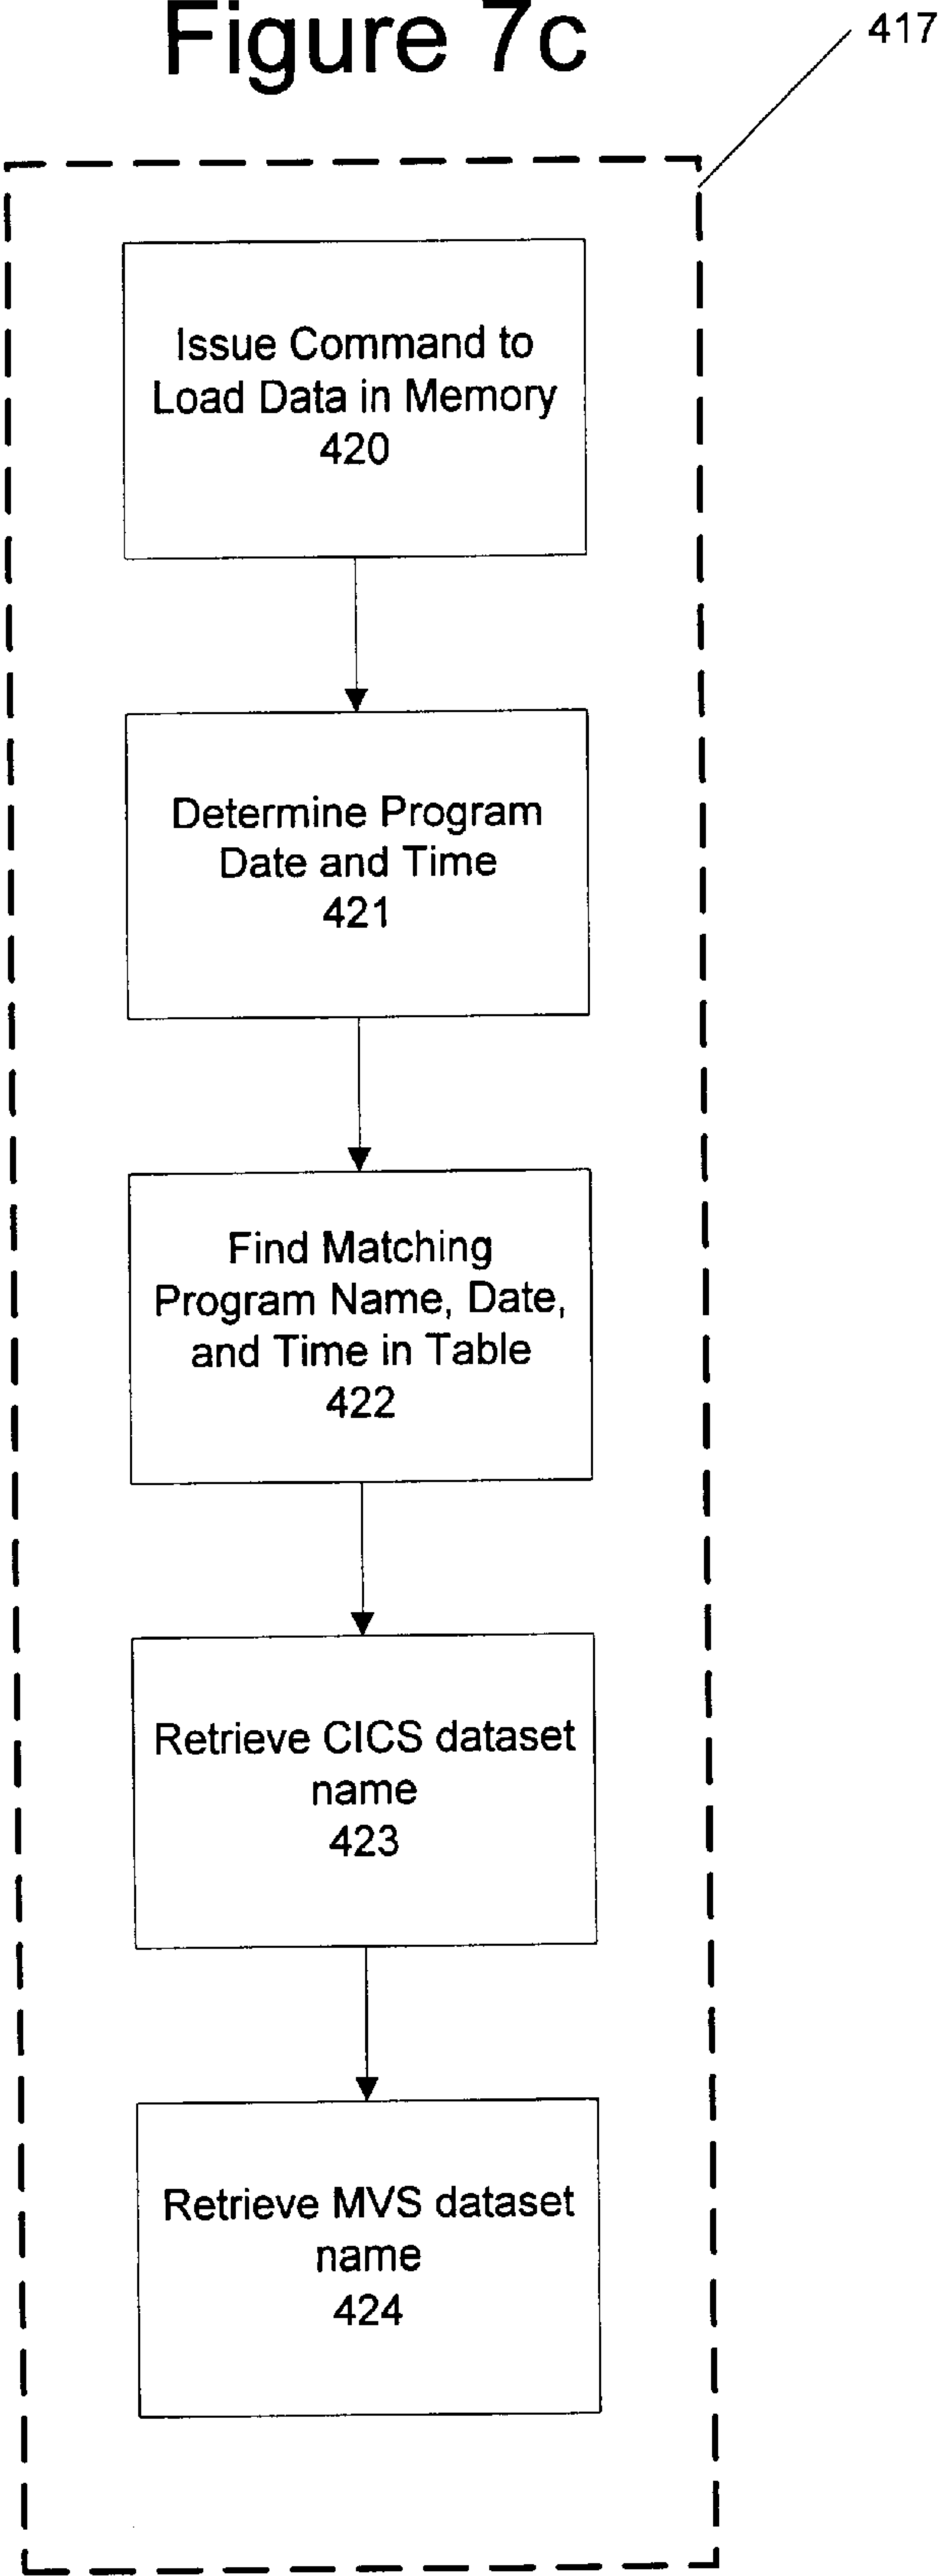 Figure 7c
417
Issue Command to
Load Data in Memory
420
Determine Program
Date and Time
421
Find Matching
Program Name, Date,
and Time in Table
422
Retrieve CICS dataset
name
423
Retrieve MVS dataset
name
424